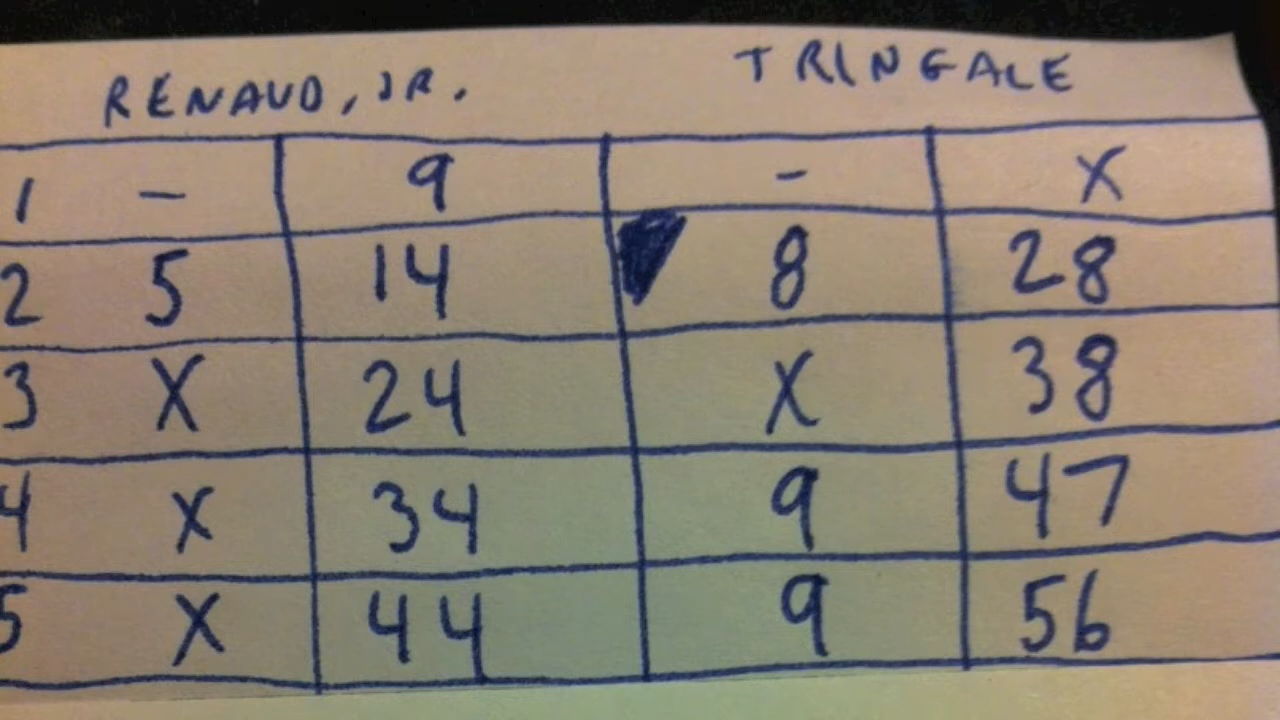 RENAUD, JR. TRINGALE
1 - 9 - X
2 5 14 8 28
3 X 24 X 38
4 X 34 9 47
5 X 44 9 56